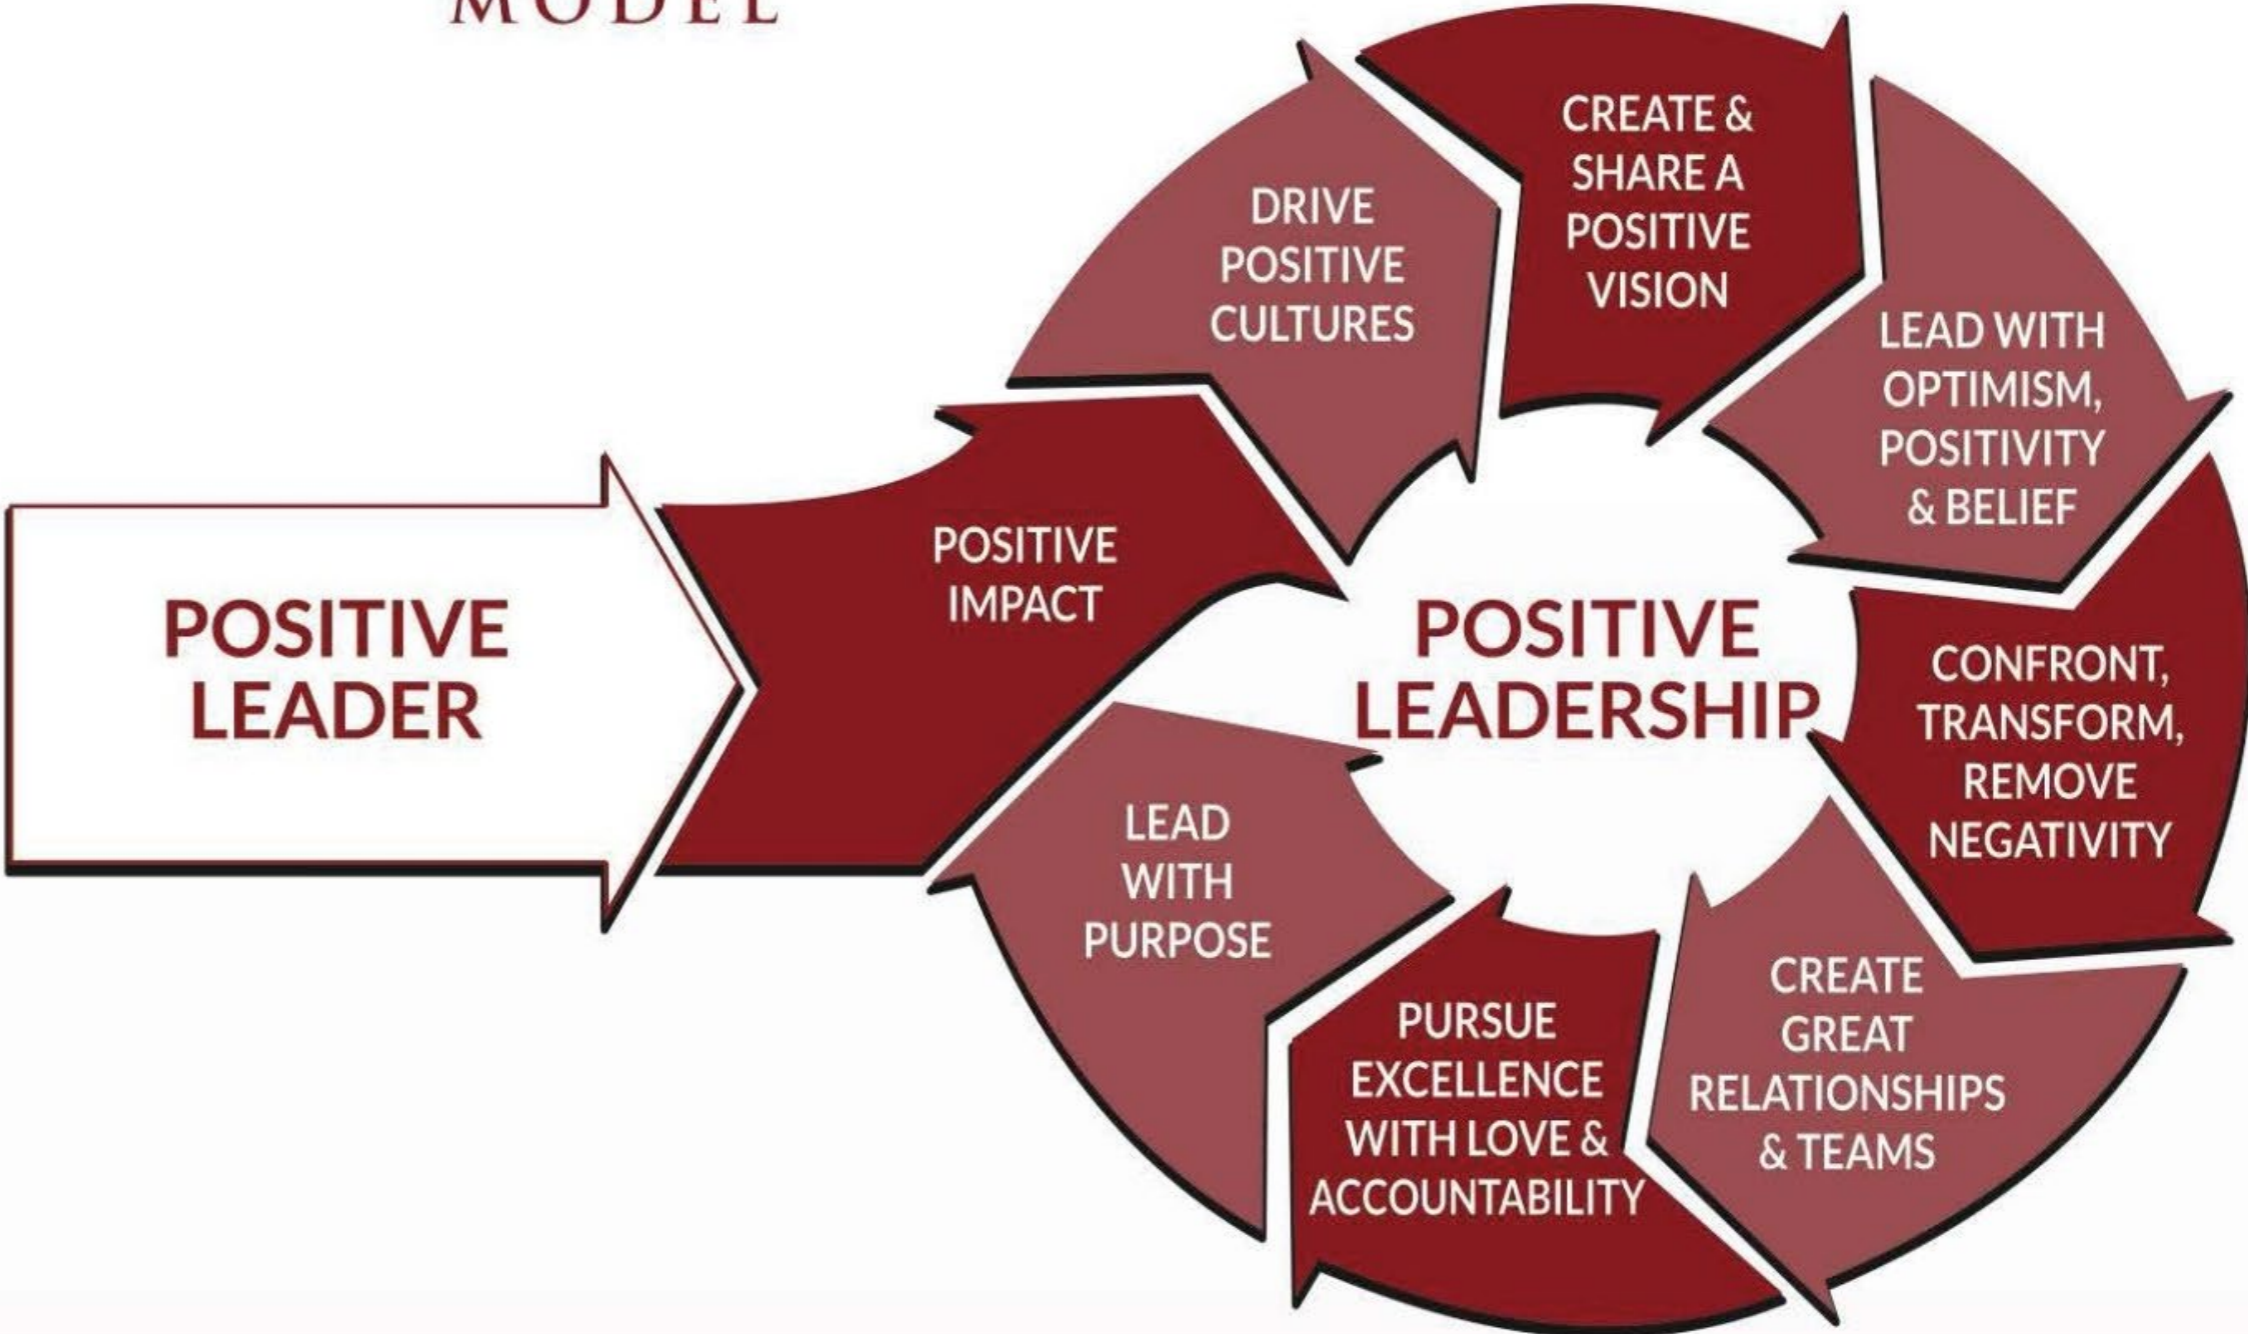 MODEL
POSITIVE
LEADER
POSITIVE
IMPACT
DRIVE
POSITIVE
CULTURES
CREATE &
SHARE A
POSITIVE
VISION
LEAD WITH
OPTIMISM,
POSITIVITY
& BELIEF
CONFRONT,
TRANSFORM,
REMOVE
NEGATIVITY
CREATE
GREAT
RELATIONSHIPS
& TEAMS
PURSUE
EXCELLENCE
WITH LOVE &
ACCOUNTABILITY
LEAD
WITH
PURPOSE
POSITIVE
LEADERSHIP